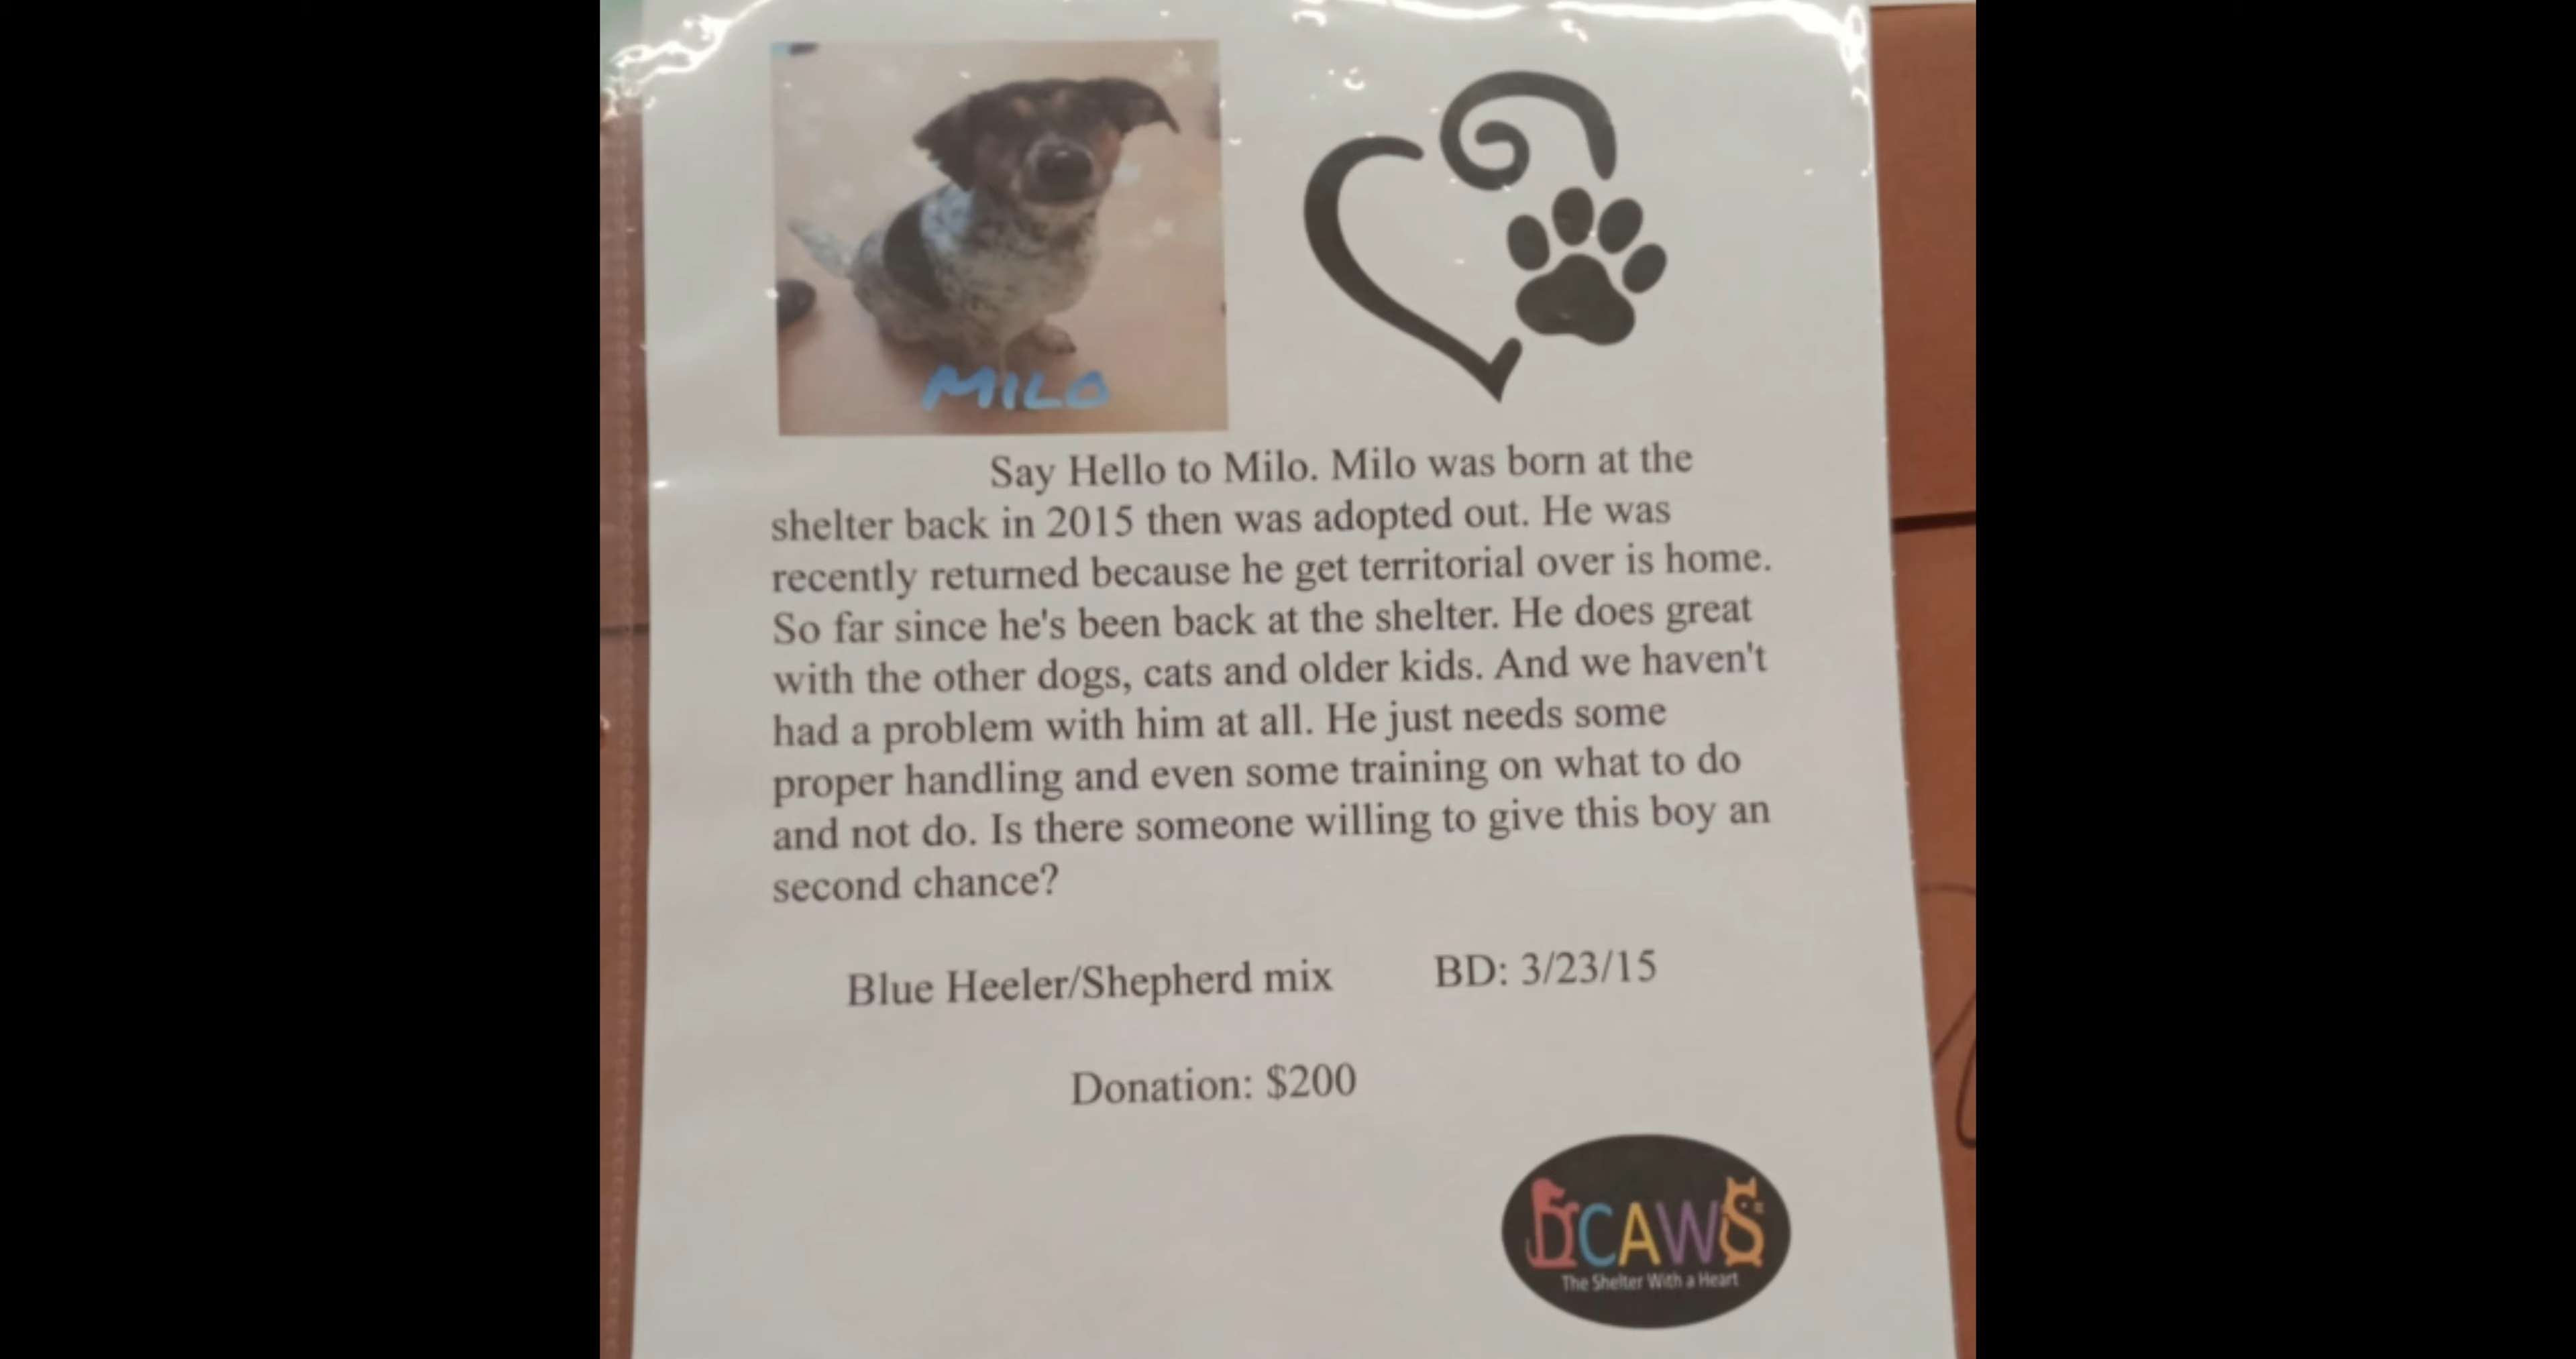 MILO
Say Hello to Milo. Milo was born at the
shelter back in 2015 then was adopted out. He was
recently returned because he get territorial over is home.
So far since he's been back at the shelter. He does great
with the other dogs, cats and older kids. And we haven't
had a problem with him at all. He just needs some
proper handling and even some training on what to do
and not do. Is there someone willing to give this boy an
second chance?
Blue Heeler/Shepherd mix BD: 3/23/15
Donation: $200
DCAWS
The Shelter With a Heart